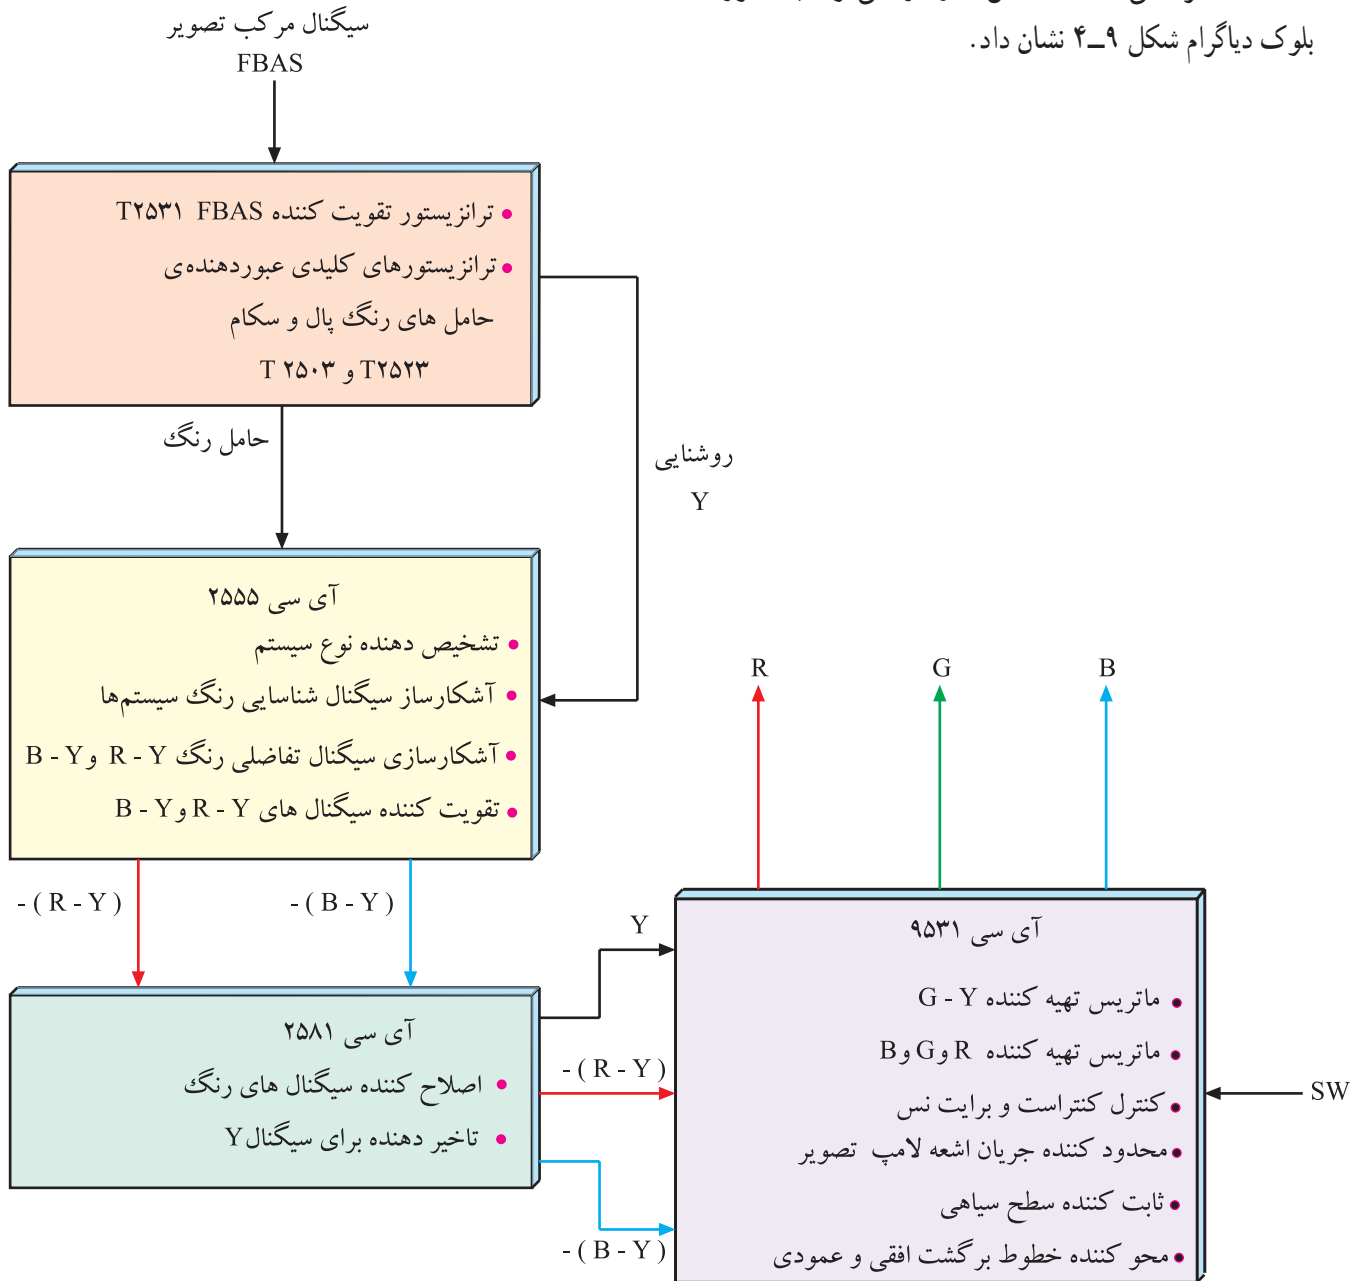 بلوک دیاگرام شکل ۹ــ۴ نشان داد.
سیگنال مرکب تصویر
FBAS
• ترانزیستور تقویت کننده T۲۵۳۱ FBAS
• ترانزیستورهای کلیدی عبوردهنده‌ی
حامل های رنگ پال و سکام
T۲۵۲۳ و T ۲۵۰۳
حامل رنگ
روشنایی
Y
آی سی ۲۵۵۵
• تشخیص دهنده نوع سیستم
• آشکارساز سیگنال شناسایی رنگ سیستم‌ها
• آشکارسازی سیگنال تفاضلی رنگ R - Y و B - Y
• تقویت کننده سیگنال های R - Y و B - Y
- ( R - Y )
- ( B - Y )
R
G
B
آی سی ۲۵۸۱
• اصلاح کننده سیگنال های رنگ
• تاخیر دهنده برای سیگنال Y
Y
- ( R - Y )
- ( B - Y )
آی سی ۹۵۳۱
• ماتریس تهیه کننده G - Y
• ماتریس تهیه کننده R و G و B
• کنترل کنتراست و برایت نس
• محدود کننده جریان اشعه لامپ تصویر
• ثابت کننده سطح سیاهی
• محو کننده خطوط برگشت افقی و عمودی
SW